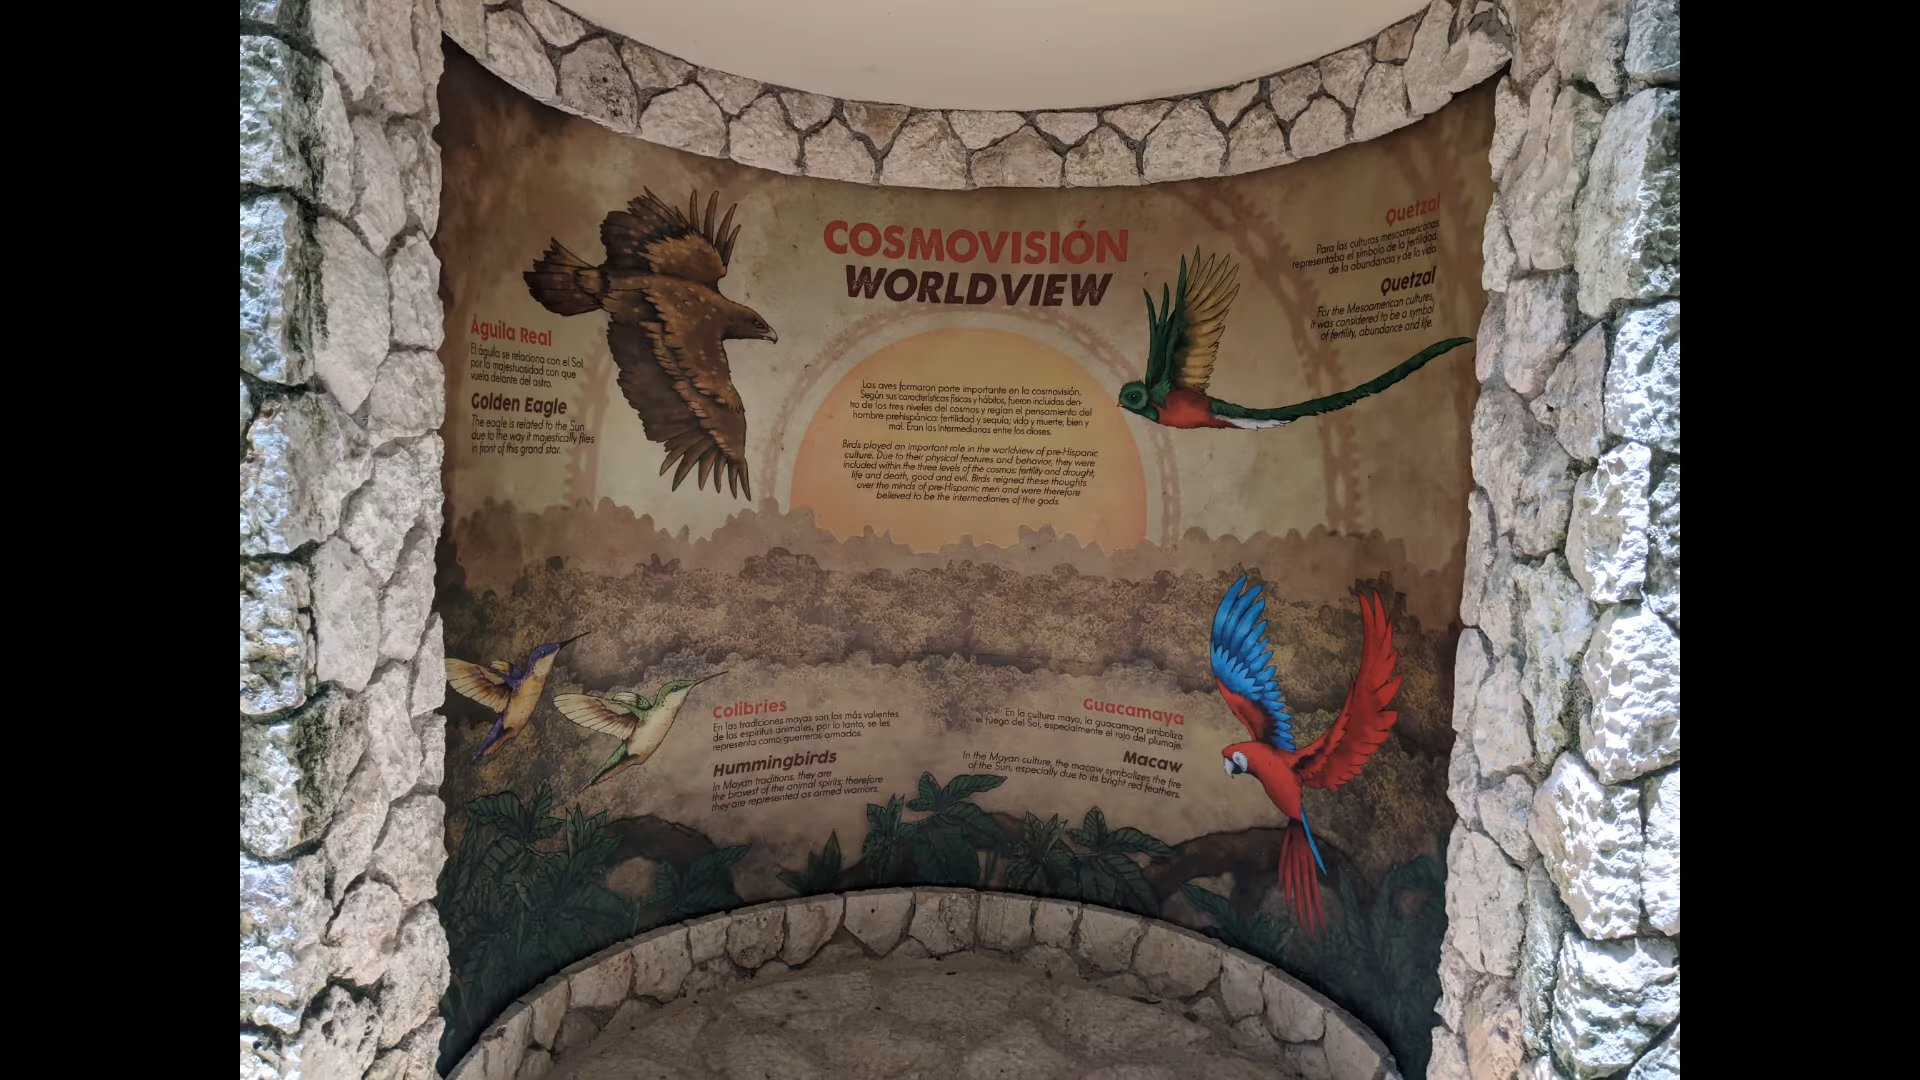 COSMOVISIÓN
WORLDVIEW
Águila Real
El águila se relaciona con el Sol,
por la majestuosidad con que
vuela delante del astro.
Golden Eagle
The eagle is related to the Sun
due to the way it majestically flies
in front of this grand star.
Las aves formaron parte importante en la cosmovisión.
Según sus características físicas y hábitos, fueron incluidas den-
tro de los tres niveles del cosmos y regían el pensamiento del
hombre prehispánico: fertilidad y sequía; vida y muerte; bien y
mal. Eran las intermediarias entre los dioses.
Birds played an important role in the worldview of pre-Hispanic
culture. Due to their physical features and behavior, they were
included within the three levels of the cosmos: fertility and drought,
life and death, good and evil. Birds reigned these thoughts
over the minds of pre-Hispanic men and were therefore
believed to be the intermediaries of the gods.
Quetzal
Para las culturas mesoamericanas
representaba el símbolo de la fertilidad,
de la abundancia y de la vida.
Quetzal
For the Mesoamerican cultures,
it was considered to be a symbol
of fertility, abundance and life.
Colibríes
En las tradiciones mayas son los más valientes
de los espíritus animales, por lo tanto, se les
representa como guerreros armados.
Hummingbirds
In Mayan traditions, they are
the bravest of the animal spirits; therefore
they are represented as armed warriors.
Guacamaya
En la cultura maya, la guacamaya simboliza
el fuego del Sol, especialmente el rojo del plumaje.
Macaw
In the Mayan culture, the macaw symbolizes the fire
of the Sun, especially due to its bright red feathers.